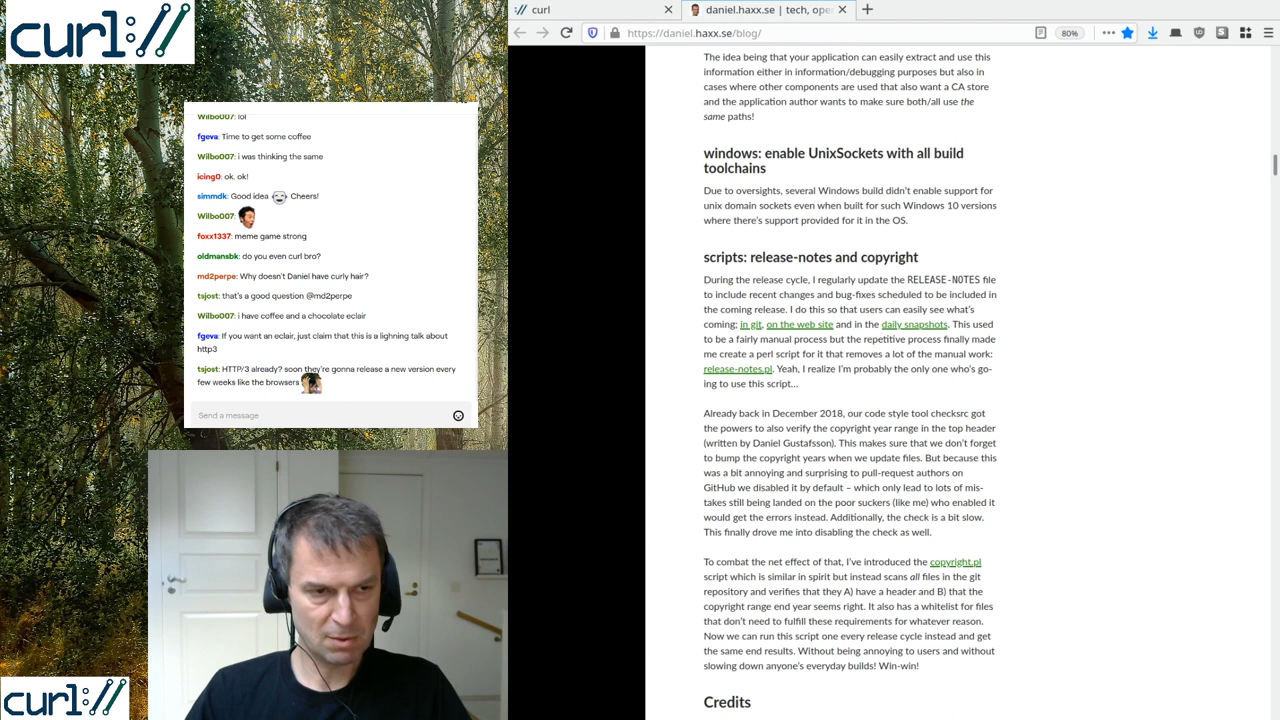 curl://
Wilbo007: lol
fgeva: Time to get some coffee
Wilbo007: i was thinking the same
icing0: ok. ok!
simmdk: Good idea Cheers!
Wilbo007:
foxx1337: meme game strong
oldmansbk: do you even curl bro?
md2perpe: Why doesn't Daniel have curly hair?
tsjost: that's a good question @md2perpe
Wilbo007: i have coffee and a chocolate eclair
fgeva: If you want an eclair, just claim that this is a lighning talk about
http3
tsjost: HTTP/3 already? soon they're gonna release a new version every
few weeks like the browsers
Send a message
curl://
curl
daniel.haxx.se | tech, oper
https://daniel.haxx.se/blog/
80%
The idea being that your application can easily extract and use this
information either in information/debugging purposes but also in
cases where other components are used that also want a CA store
and the application author wants to make sure both/all use the
same paths!
windows: enable UnixSockets with all build
toolchains
Due to oversights, several Windows build didn't enable support for
unix domain sockets even when built for such Windows 10 versions
where there's support provided for it in the OS.
scripts: release-notes and copyright
During the release cycle, I regularly update the RELEASE-NOTES file
to include recent changes and bug-fixes scheduled to be included in
the coming release. I do this so that users can easily see what's
coming; in git, on the web site and in the daily snapshots. This used
to be a fairly manual process but the repetitive process finally made
me create a perl script for it that removes a lot of the manual work:
release-notes.pl. Yeah, I realize I'm probably the only one who's go-
ing to use this script…
Already back in December 2018, our code style tool checksrc got
the powers to also verify the copyright year range in the top header
(written by Daniel Gustafsson). This makes sure that we don't forget
to bump the copyright years when we update files. But because this
was a bit annoying and surprising to pull-request authors on
GitHub we disabled it by default – which only lead to lots of mis-
takes still being landed on the poor suckers (like me) who enabled it
would get the errors instead. Additionally, the check is a bit slow.
This finally drove me into disabling the check as well.
To combat the net effect of that, I've introduced the copyright.pl
script which is similar in spirit but instead scans all files in the git
repository and verifies that they A) have a header and B) that the
copyright range end year seems right. It also has a whitelist for files
that don't need to fulfill these requirements for whatever reason.
Now we can run this script one every release cycle instead and get
the same end results. Without being annoying to users and without
slowing down anyone's everyday builds! Win-win!
Credits